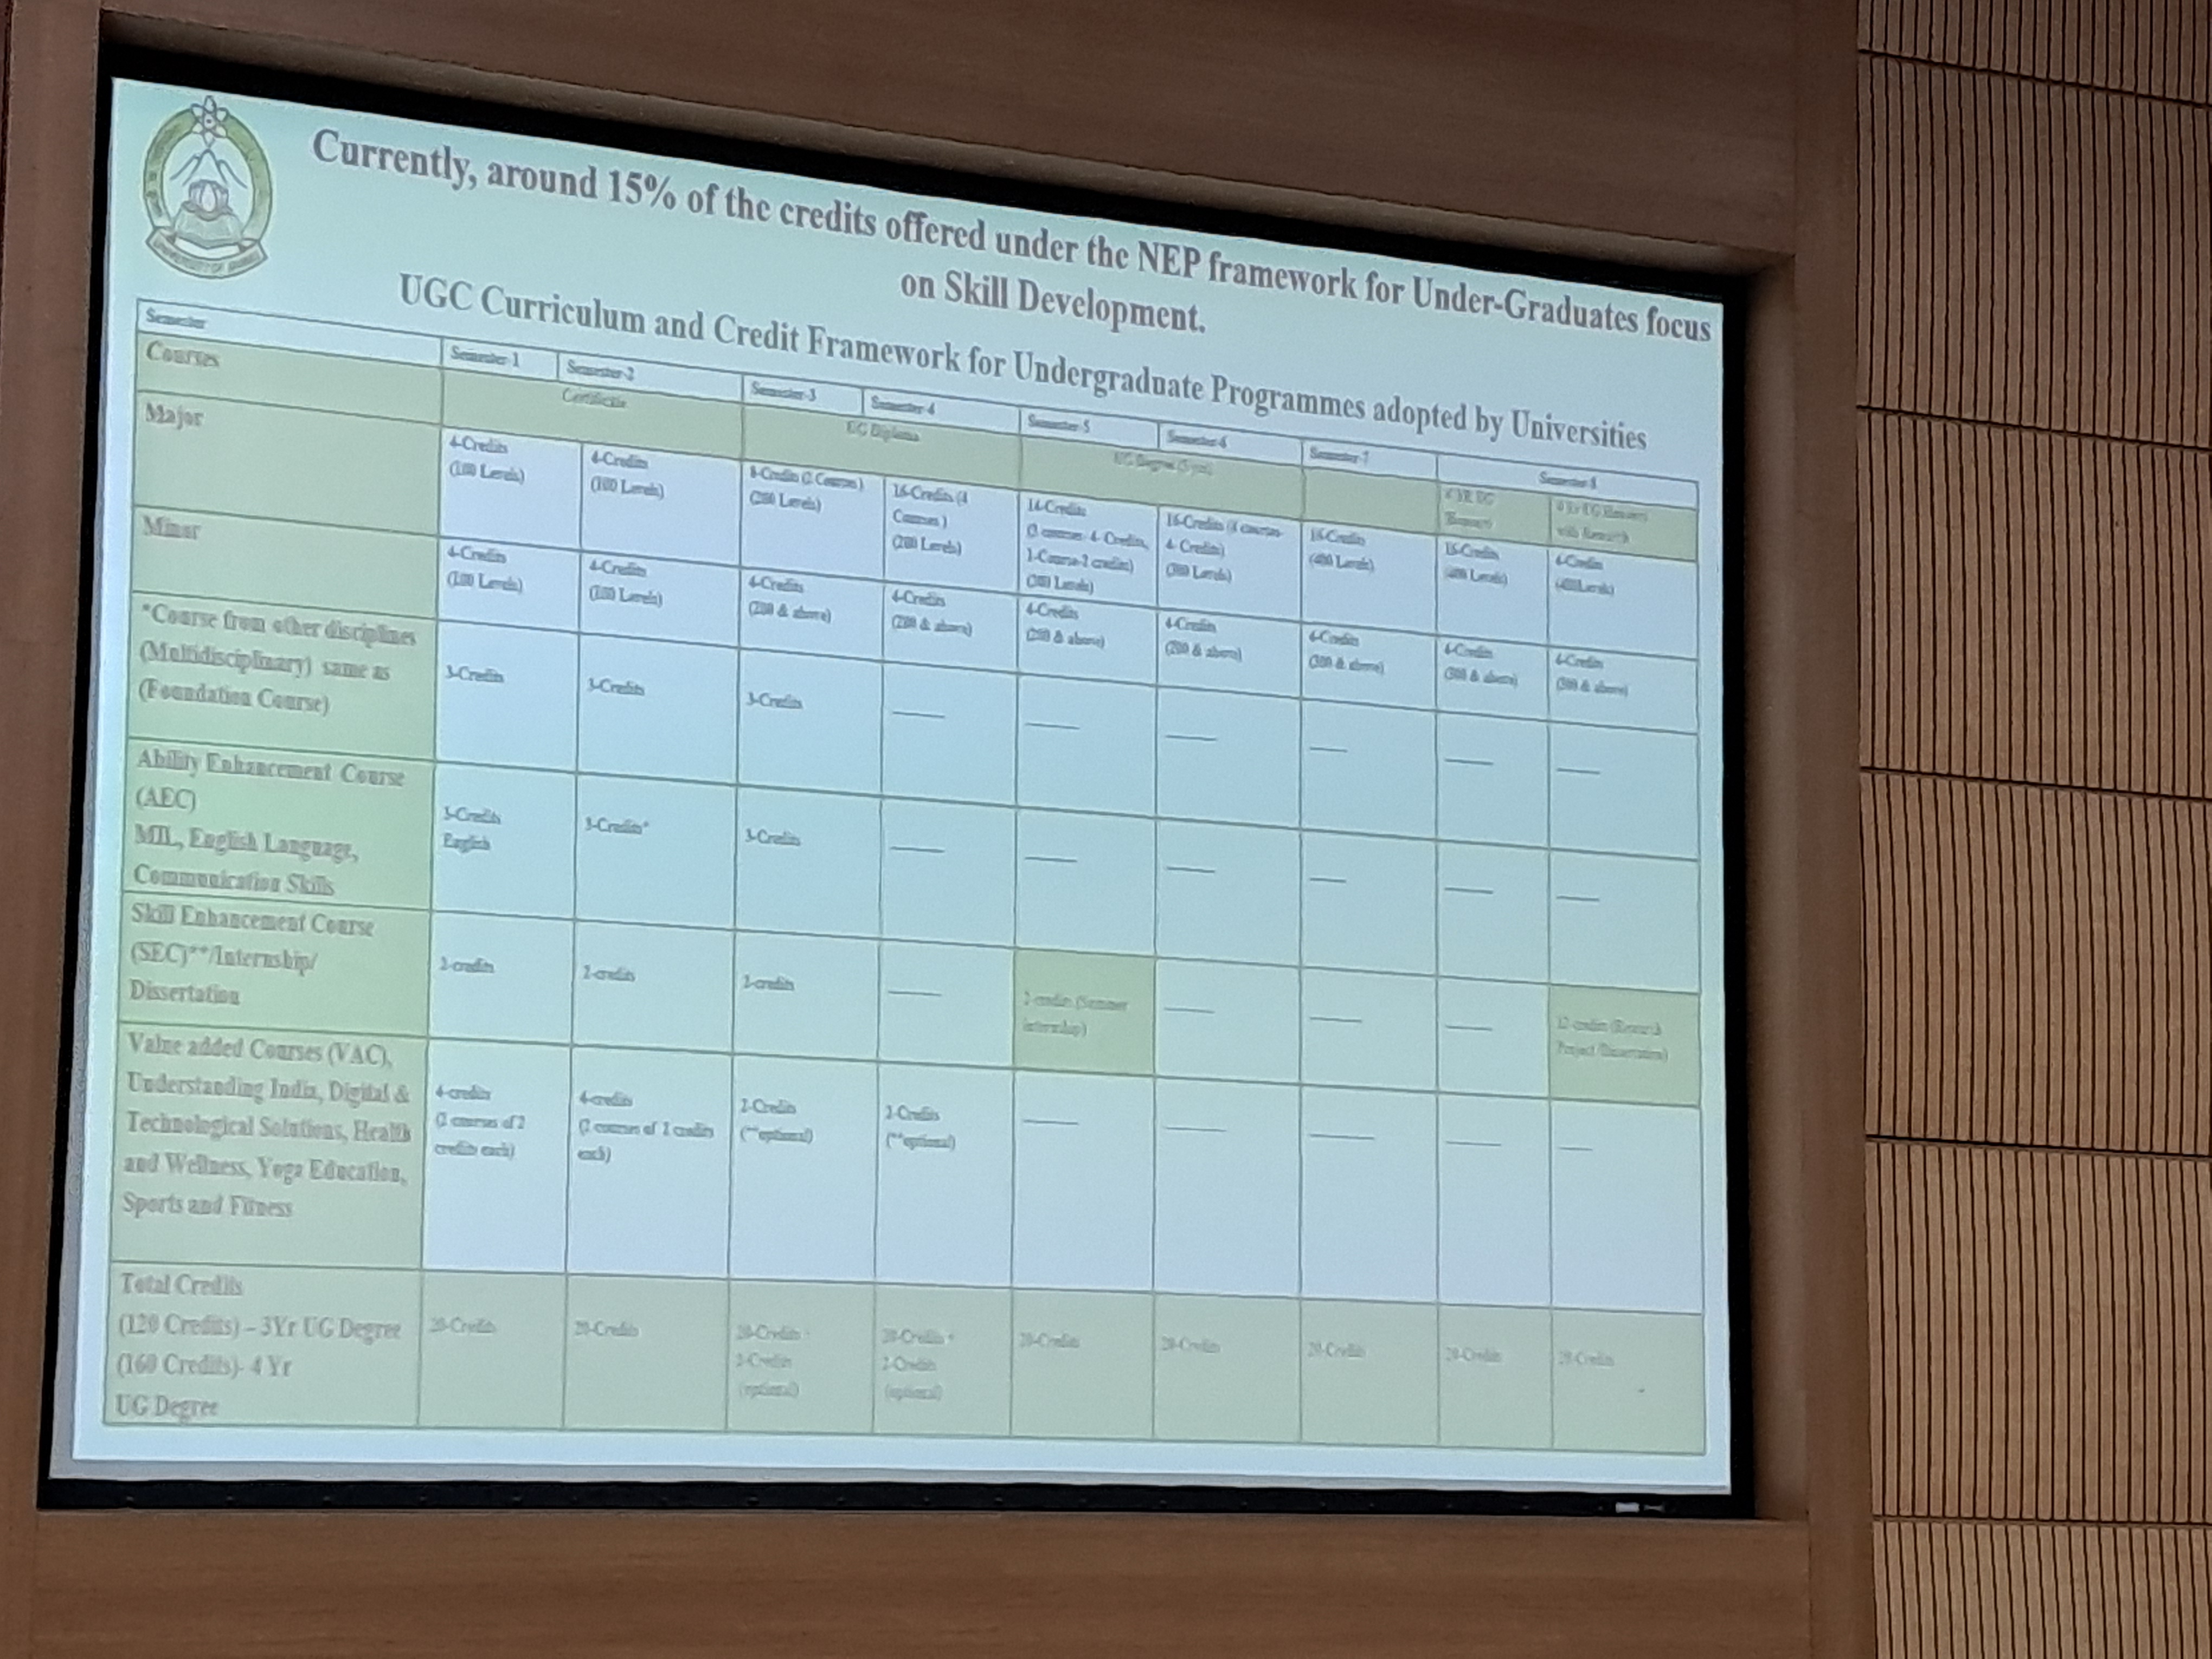 Currently, around 15% of the credits offered under the NEP framework for Under-Graduates focus
on Skill Development.
UGC Curriculum and Credit Framework for Undergraduate Programmes adopted by Universities
Semester
Semester-1
Semester-2
Semester-3
Semester-4
Semester-5
Semester-6
Semester-7
Semester-8
Courses
Certificate
UG Diploma
UG Degree
4 YR UG
Honours
4 Yr UG Honours
with Research
Major
4-Credits
(100 Levels)
4-Credits
(100 Levels)
8-Credits (2 Courses)
(200 Levels)
16-Credits (4
Courses)
(200 Levels)
14-Credits
(3 courses-4-Credits,
1-Course-2 credits)
(300 Levels)
16-Credits (4 courses-
4-Credits)
(300 Levels)
16-Credits
(400 Levels)
16-Credits
(400 Levels)
4-Credits
(400Levels)
Minor
4-Credits
(100 Levels)
4-Credits
(100 Levels)
4-Credits
(200 & above)
4-Credits
(200 & above)
4-Credits
(200 & above)
4-Credits
(200 & above)
4-Credits
(300 & above)
4-Credits
(300 & above)
4-Credits
(300 & above)
*Course from other disciplines
(Multidisciplinary) same as
(Foundation Course)
3-Credits
3-Credits
3-Credits
Ability Enhancement Course
(AEC)
MIL, English Language,
Communication Skills
3-Credits
English
3-Credits*
3-Credits
Skill Enhancement Course
(SEC)**/Internship/
Dissertation
2-credits
2-credits
2-credits
2-credits (Summer
internship)
12-credits (Research
Project/Dissertation)
Value added Courses (VAC),
Understanding India, Digital &
Technological Solutions, Health
and Wellness, Yoga Education,
Sports and Fitness
4-credits
(2 courses of 2
credits each)
4-credits
(2 courses of 2 credits
each)
2-Credits
(**optional)
2-Credits
(**optional)
Total Credits
(120 Credits) – 3Yr UG Degree
(160 Credits)- 4 Yr
UG Degree
20-Credits
20-Credits
20-Credits +
2-Credits
(optional)
20-Credits +
2-Credits
(optional)
20-Credits
20-Credits
20-Credits
20-Credits
20-Credits